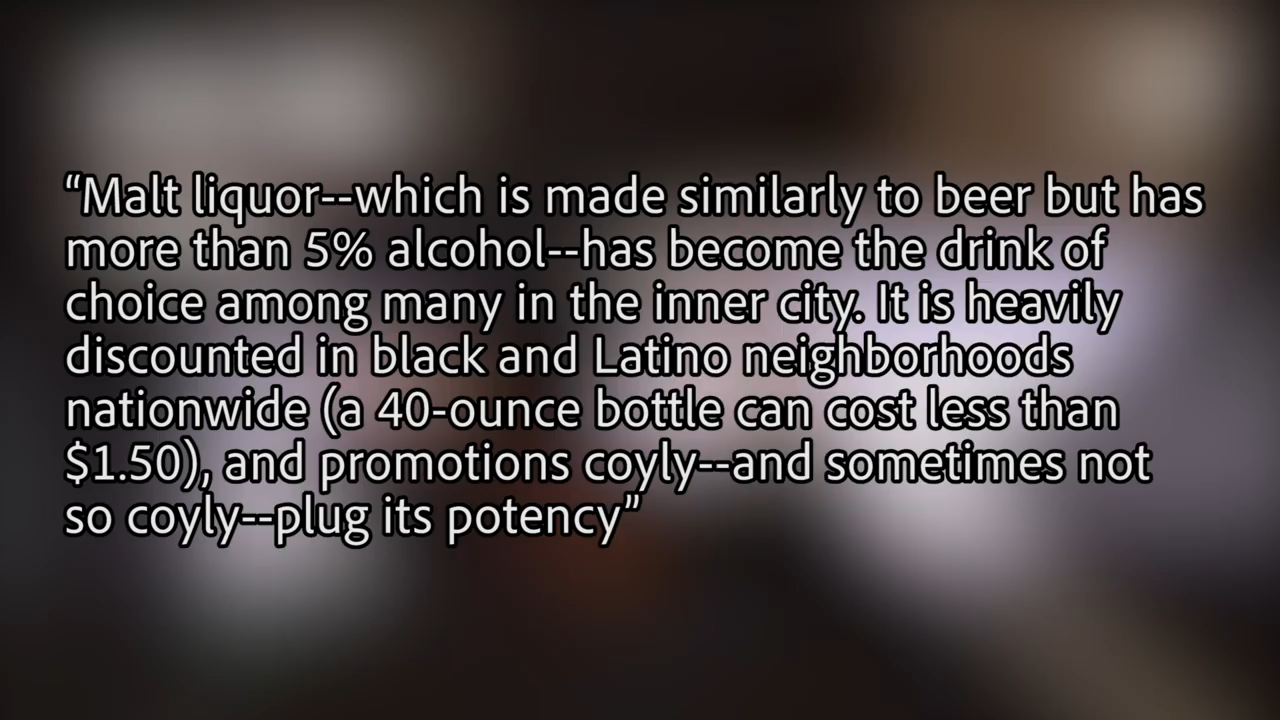 “Malt liquor--which is made similarly to beer but has
more than 5% alcohol--has become the drink of
choice among many in the inner city. It is heavily
discounted in black and Latino neighborhoods
nationwide (a 40-ounce bottle can cost less than
$1.50), and promotions coyly--and sometimes not
so coyly--plug its potency”